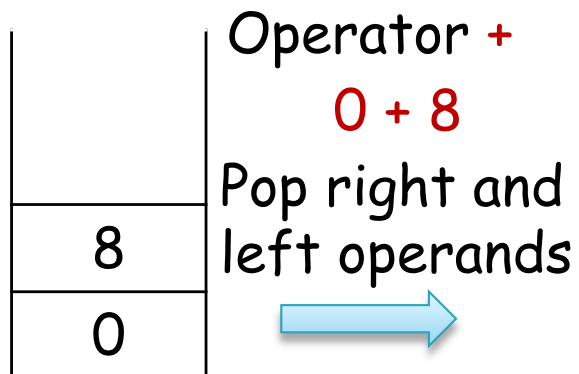 Operator +
0 + 8
Pop right and
left operands
8
0